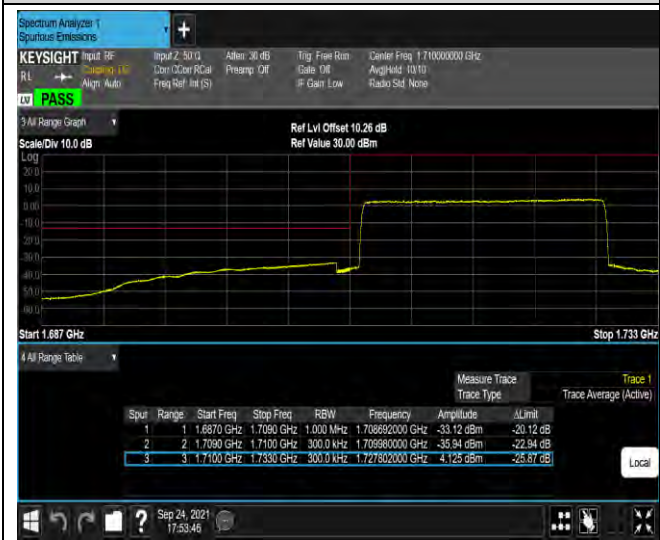 Spectrum Analyzer 1
Spurious Emissions
+
KEYSIGHT Input: RF Input Z: 50 Ω Atten: 30 dB Trig: Free Run Center Freq: 1.710000000 GHz
RL Coupling: DC Corr CCorr RCal Preamp: Off Gate: Off Avg|Hold: 10/10
Align: Auto Freq Ref: Int (S) IF Gain: Low Radio Std: None
LXI PASS
3 All Range Graph
Ref Lvl Offset 10.26 dB
Scale/Div 10.0 dB Ref Value 30.00 dBm
Log
20.0
10.0
0.00
-10.0
-20.0
-30.0
-40.0
-50.0
-60.0
Start 1.687 GHz Stop 1.733 GHz
4 All Range Table
Measure Trace Trace 1
Trace Type Trace Average (Active)
Spur Range Start Freq Stop Freq RBW Frequency Amplitude ΔLimit
1 1 1.6870 GHz 1.7090 GHz 1.000 MHz 1.708692000 GHz -33.12 dBm -20.12 dB
2 2 1.7090 GHz 1.7100 GHz 300.0 kHz 1.709980000 GHz -35.94 dBm -22.94 dB
3 3 1.7100 GHz 1.7330 GHz 300.0 kHz 1.727802000 GHz 4.125 dBm -25.87 dB
Local
? Sep 24, 2021
17:53:46